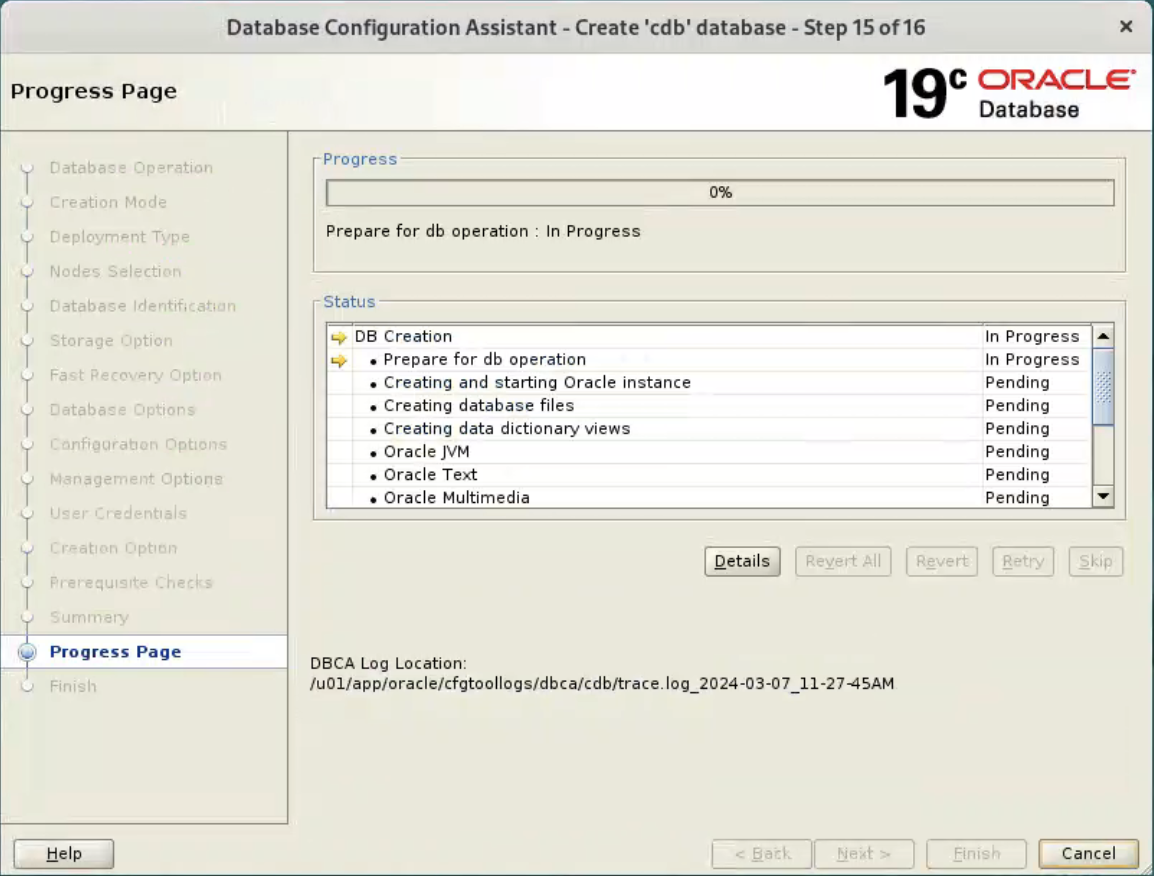 Database Configuration Assistant - Create 'cdb' database - Step 15 of 16
×
Progress Page
19c ORACLE
Database
Database Operation
Creation Mode
Deployment Type
Nodes Selection
Database Identification
Storage Option
Fast Recovery Option
Database Options
Configuration Options
Management Options
User Credentials
Creation Option
Prerequisite Checks
Summary
Progress Page
Finish
Progress
0%
Prepare for db operation : In Progress
Status
DB Creation In Progress
• Prepare for db operation In Progress
• Creating and starting Oracle instance Pending
• Creating database files Pending
• Creating data dictionary views Pending
• Oracle JVM Pending
• Oracle Text Pending
• Oracle Multimedia Pending
Details Revert All Revert Retry Skip
DBCA Log Location:
/u01/app/oracle/cfgtoollogs/dbca/cdb/trace.log_2024-03-07_11-27-45AM
Help < Back Next > Finish Cancel